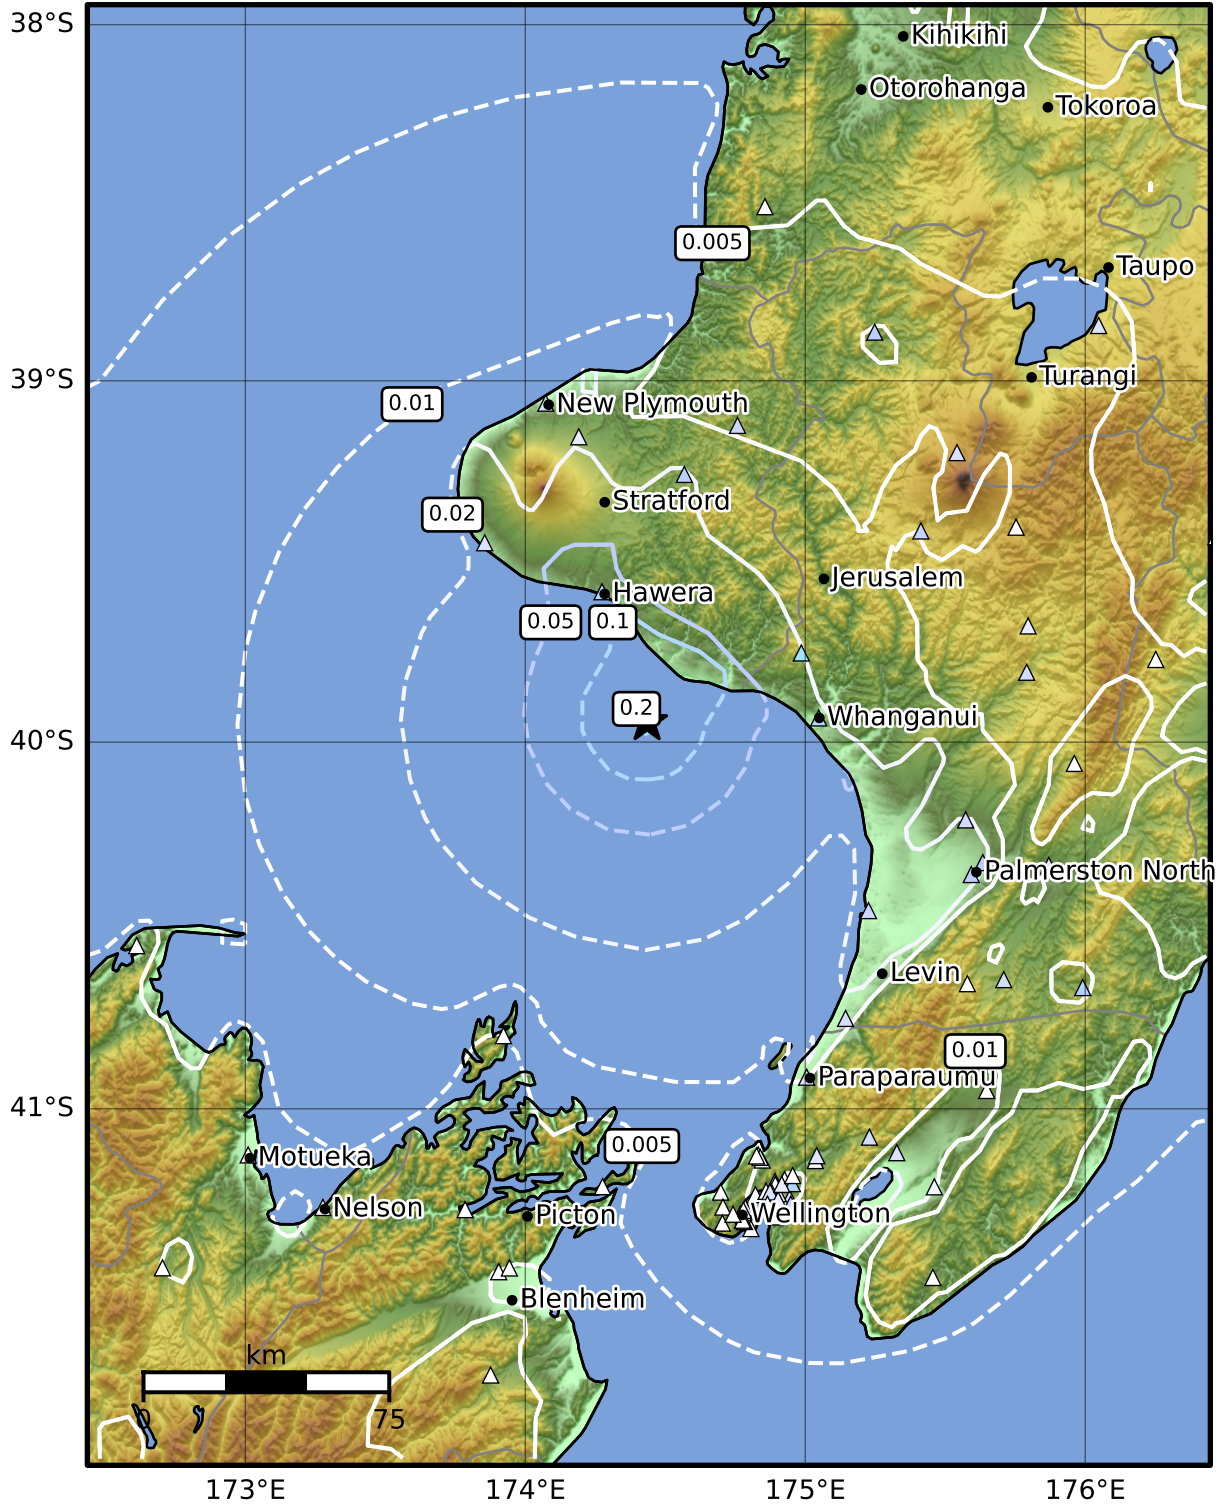 38°S
Kihikihi
Otorohanga
Tokoroa
0.005
Taupo
39°S
Turangi
0.01
New Plymouth
Stratford
0.02
Jerusalem
Hawera
0.05
0.1
0.2
Whanganui
40°S
Palmerston North
Levin
0.01
Paraparaumu
41°S
0.005
Motueka
Nelson
Picton
Wellington
Blenheim
km
0
75
173°E
174°E
175°E
176°E